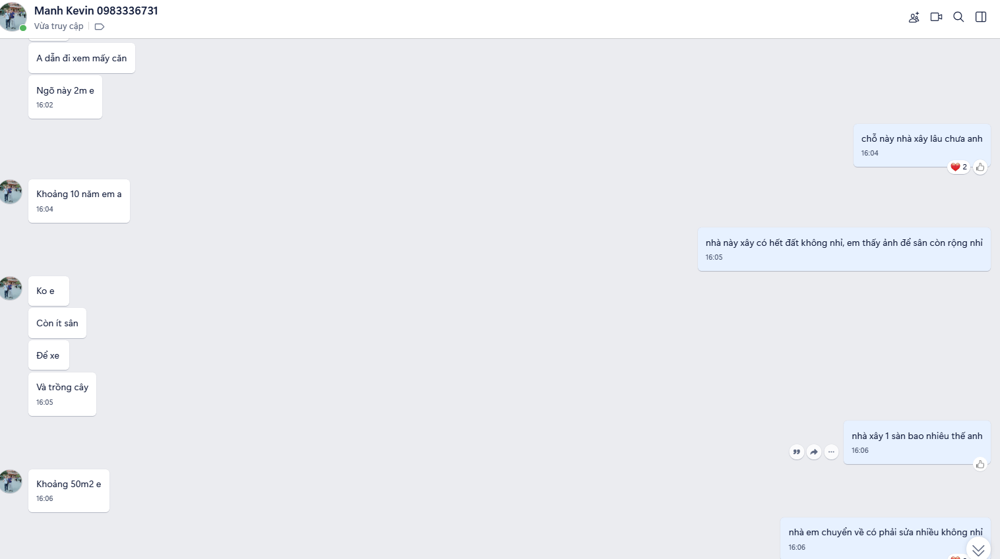 Manh Kevin 0983336731
Vừa truy cập
A dẫn đi xem mấy căn
Ngõ này 2m e
16:02
chỗ này nhà xây lâu chưa anh
16:04
2
Khoảng 10 năm em a
16:04
nhà này xây có hết đất không nhỉ, em thấy ảnh để sân còn rộng nhỉ
16:05
Ko e
Còn ít sân
Để xe
Và trồng cây
16:05
nhà xây 1 sàn bao nhiêu thế anh
16:06
Khoảng 50m2 e
16:06
nhà em chuyển về có phải sửa nhiều không nhỉ
16:06